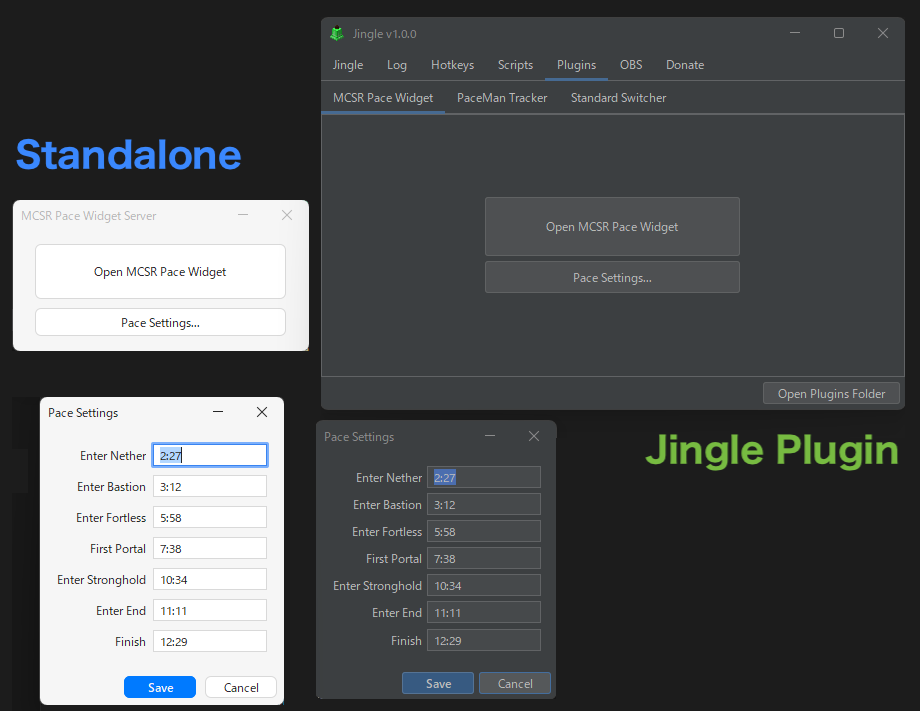 Standalone
MCSR Pace Widget Server
Open MCSR Pace Widget
Pace Settings...
Pace Settings
Enter Nether 2:27
Enter Bastion 3:12
Enter Fortless 5:58
First Portal 7:38
Enter Stronghold 10:34
Enter End 11:11
Finish 12:29
Save Cancel
Jingle v1.0.0
Jingle Log Hotkeys Scripts Plugins OBS Donate
MCSR Pace Widget PaceMan Tracker Standard Switcher
Open MCSR Pace Widget
Pace Settings...
Open Plugins Folder
Jingle Plugin
Pace Settings
Enter Nether 2:27
Enter Bastion 3:12
Enter Fortless 5:58
First Portal 7:38
Enter Stronghold 10:34
Enter End 11:11
Finish 12:29
Save Cancel